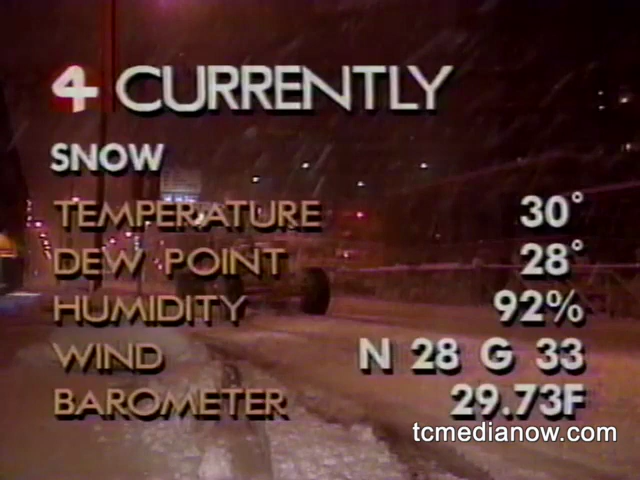 4 CURRENTLY
SNOW
TEMPERATURE 30°
DEW POINT 28°
HUMIDITY 92%
WIND N 28 G 33
BAROMETER 29.73F
tcmedianow.com